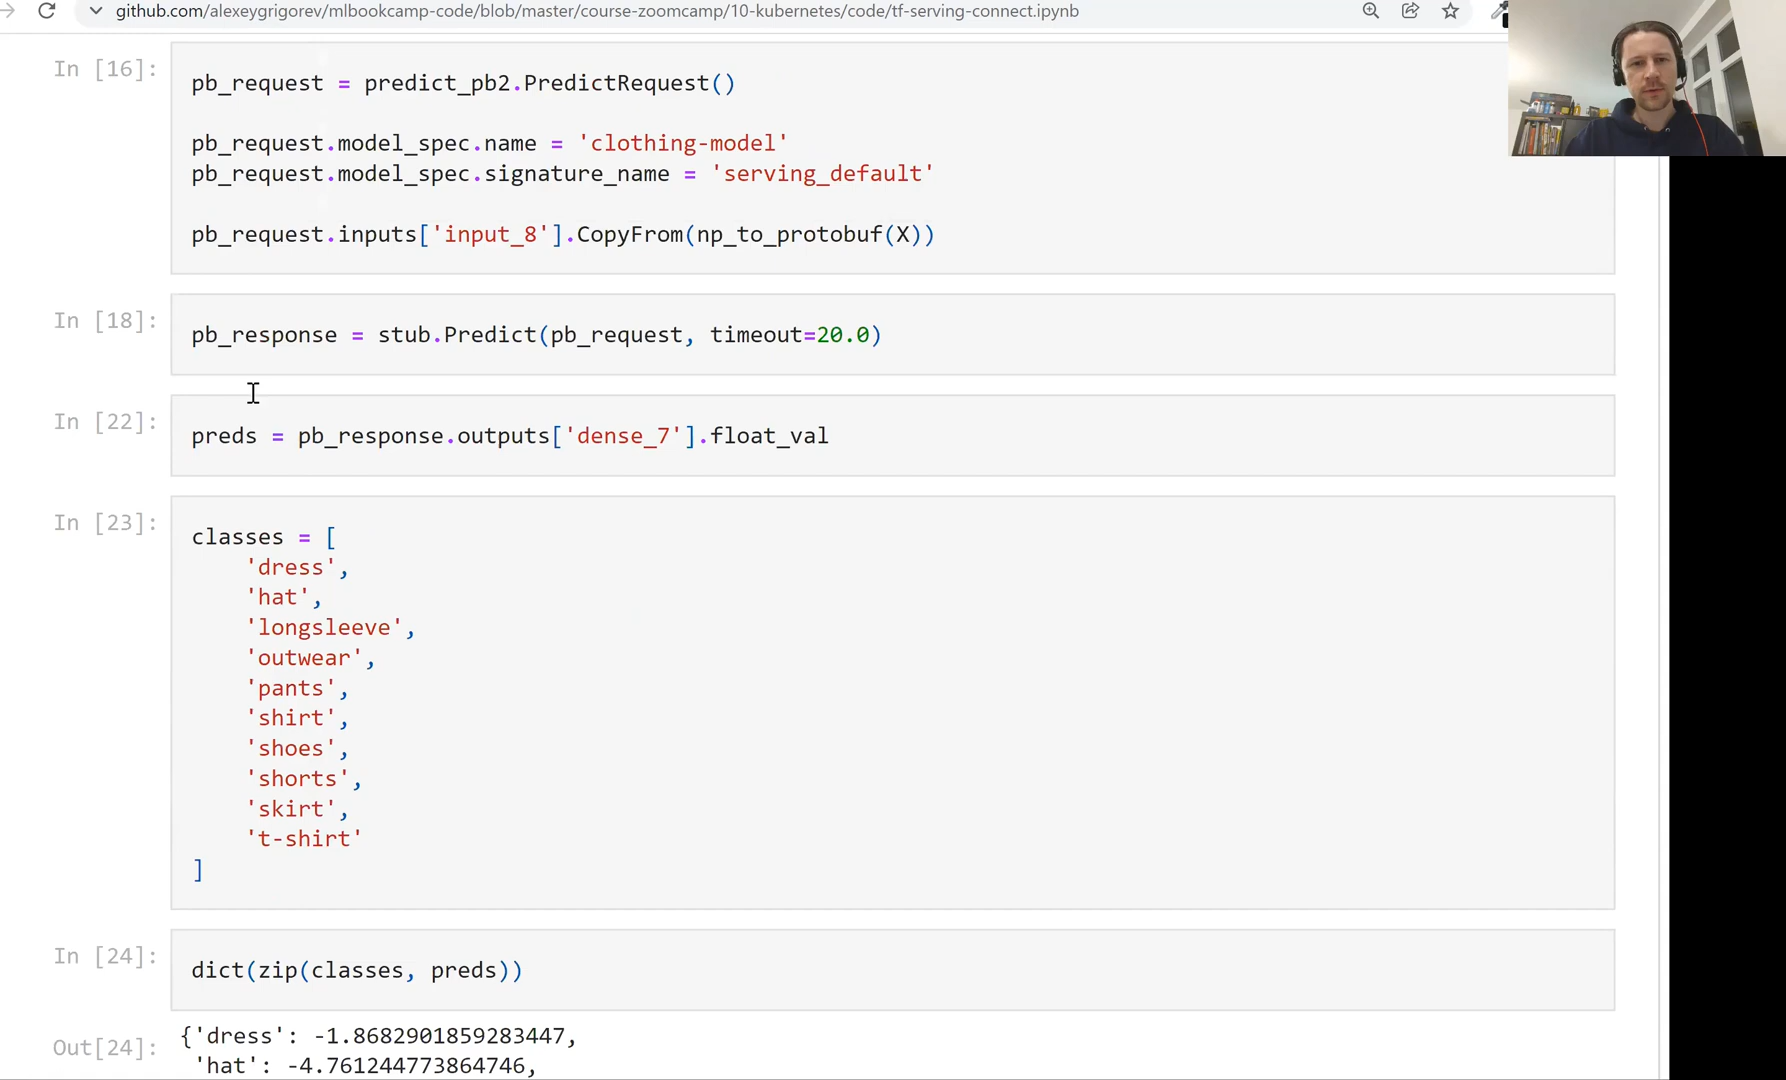 github.com/alexeygrigorev/mlbookcamp-code/blob/master/course-zoomcamp/10-kubernetes/code/tf-serving-connect.ipynb
In [16]:
pb_request = predict_pb2.PredictRequest()
pb_request.model_spec.name = 'clothing-model'
pb_request.model_spec.signature_name = 'serving_default'
pb_request.inputs['input_8'].CopyFrom(np_to_protobuf(X))
In [18]:
pb_response = stub.Predict(pb_request, timeout=20.0)
In [22]:
preds = pb_response.outputs['dense_7'].float_val
In [23]:
classes = [
'dress',
'hat',
'longsleeve',
'outwear',
'pants',
'shirt',
'shoes',
'shorts',
'skirt',
't-shirt'
]
In [24]:
dict(zip(classes, preds))
Out[24]:
{'dress': -1.8682901859283447,
'hat': -4.761244773864746,